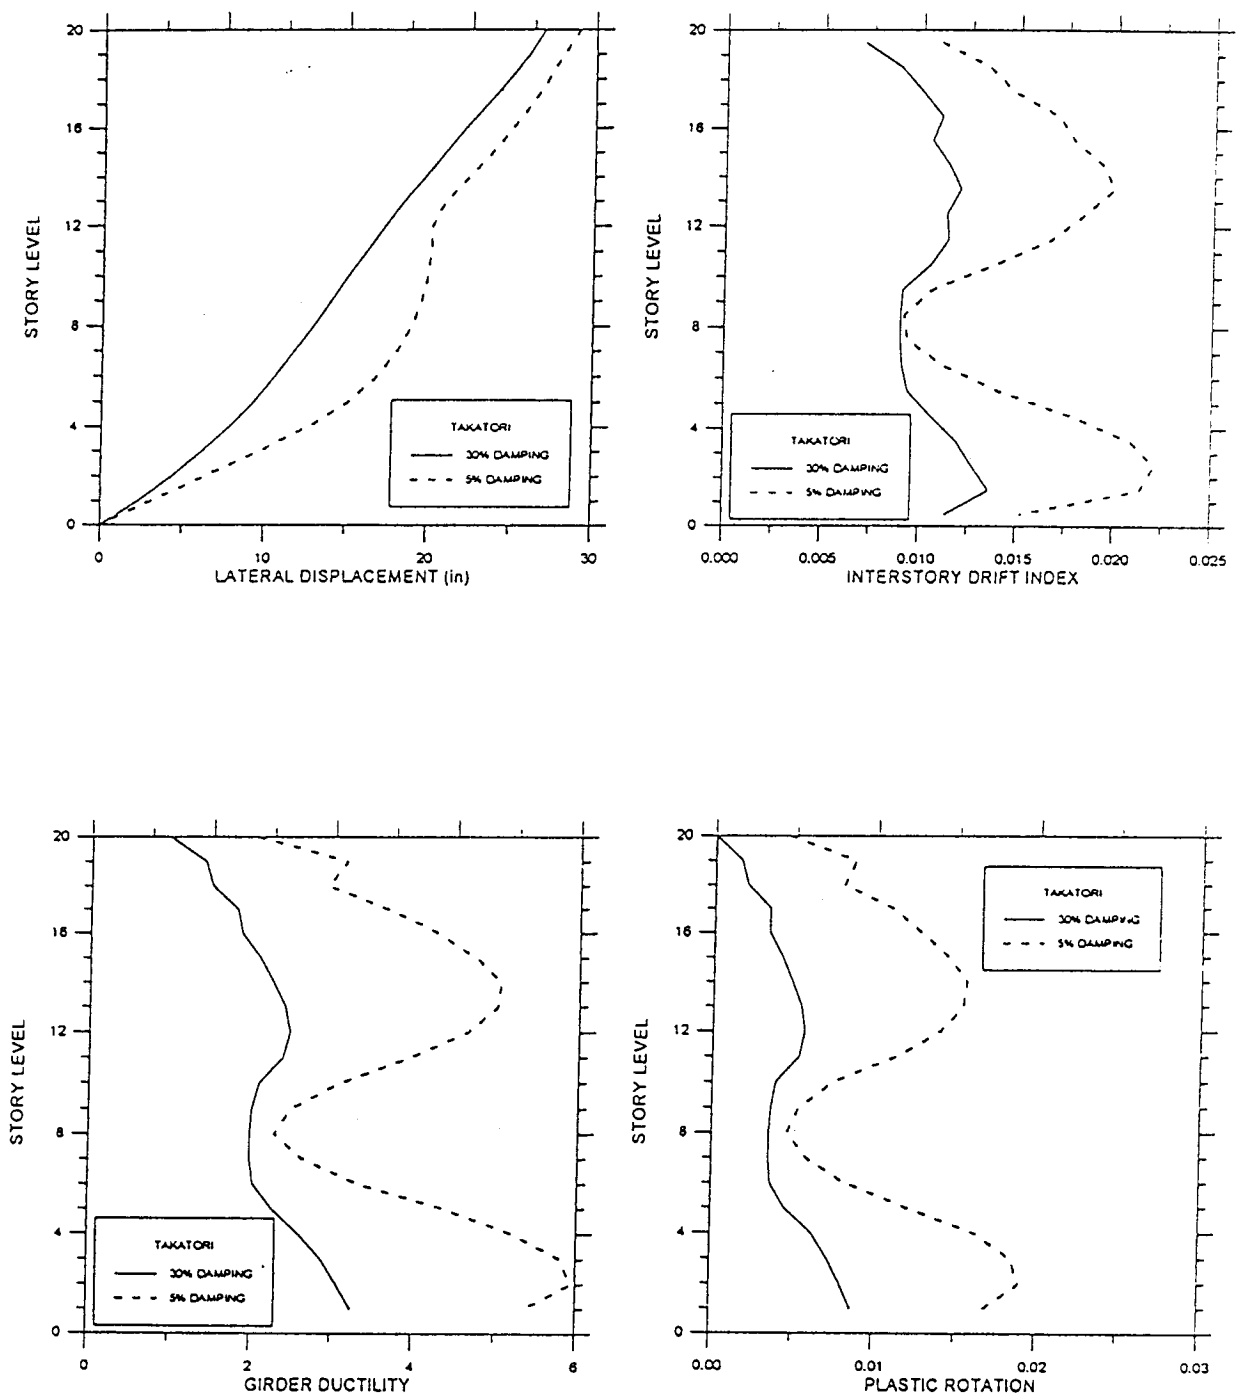 20
16
12
8
4
0
STORY LEVEL
TAKATORI
30% DAMPING
5% DAMPING
0 10 20 30
LATERAL DISPLACEMENT (in)
20
16
12
8
4
0
STORY LEVEL
TAKATORI
30% DAMPING
5% DAMPING
0.000 0.005 0.010 0.015 0.020 0.025
INTERSTORY DRIFT INDEX
20
16
12
8
4
0
STORY LEVEL
TAKATORI
30% DAMPING
5% DAMPING
0 2 4 6
GIRDER DUCTILITY
20
16
12
8
4
0
STORY LEVEL
TAKATORI
30% DAMPING
5% DAMPING
0.00 0.01 0.02 0.03
PLASTIC ROTATION